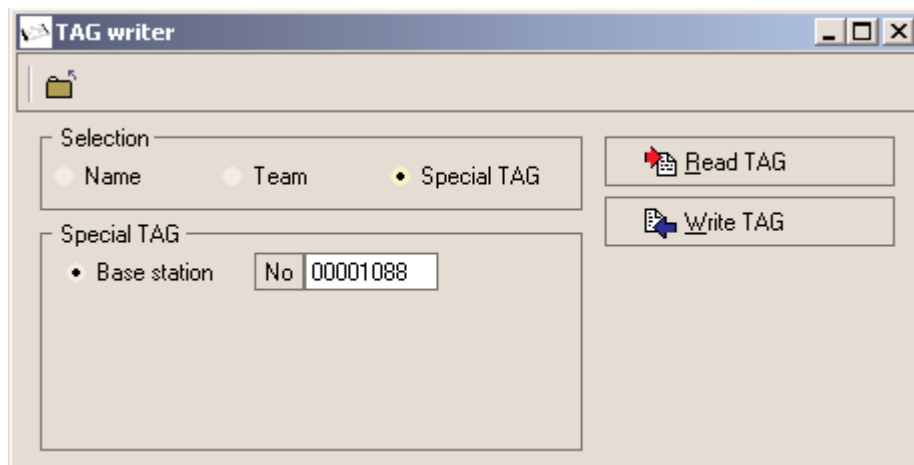 TAG writer
Selection
Name Team Special TAG
Read TAG
Write TAG
Special TAG
Base station No 00001088